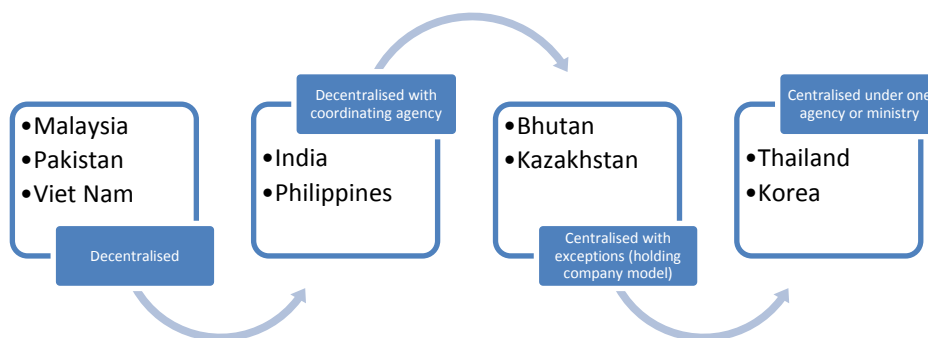 •Malaysia
•Pakistan
•Viet Nam
Decentralised
Decentralised with
coordinating agency
•India
•Philippines
•Bhutan
•Kazakhstan
Centralised with
exceptions (holding
company model)
Centralised under one
agency or ministry
•Thailand
•Korea